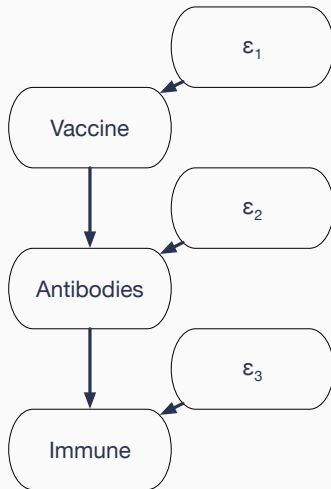 ε₁
Vaccine
ε₂
Antibodies
ε₃
Immune